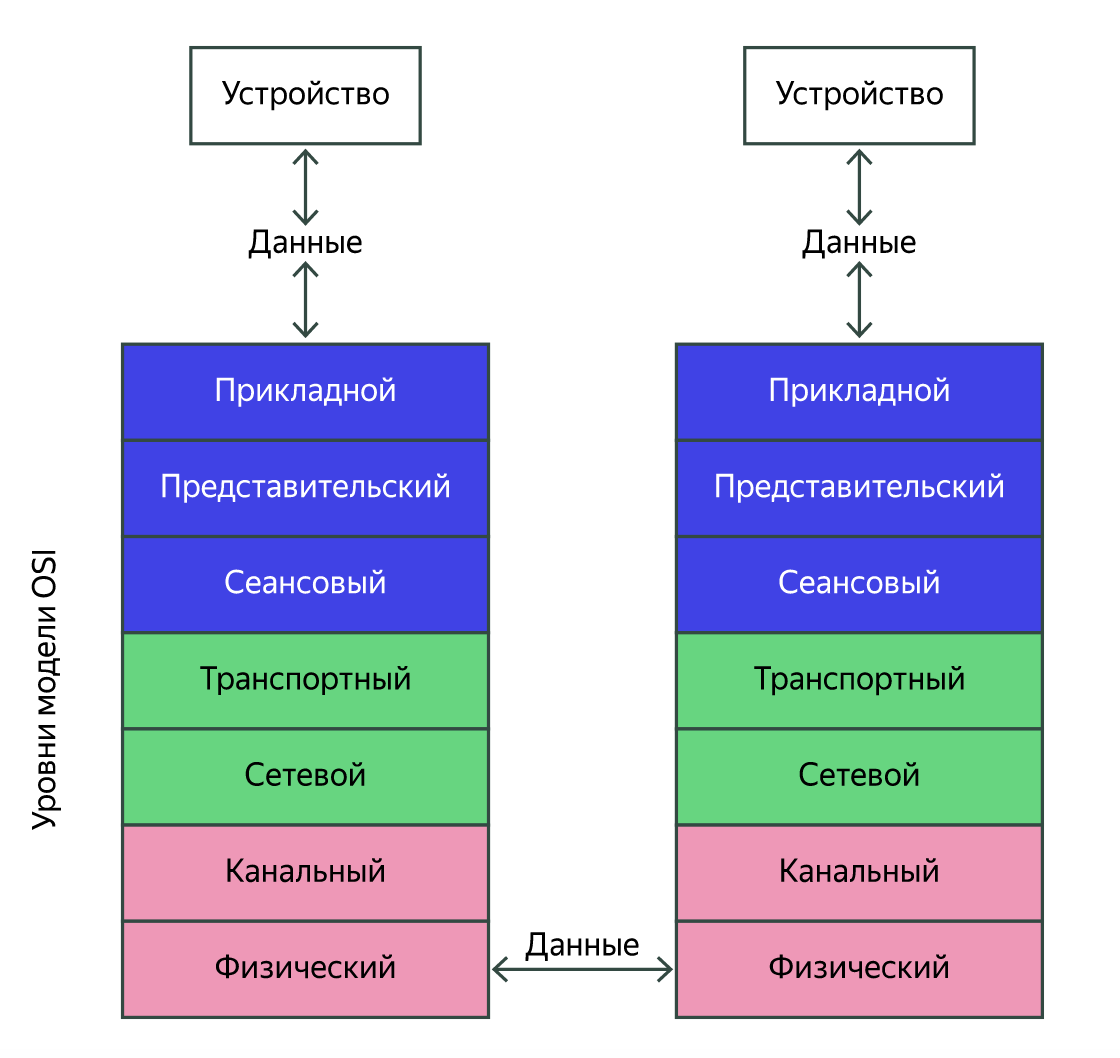 Устройство
Устройство
Данные
Данные
Уровни модели OSI
Прикладной
Прикладной
Представительский
Представительский
Сеансовый
Сеансовый
Транспортный
Транспортный
Сетевой
Сетевой
Канальный
Канальный
Данные
Физический
Физический